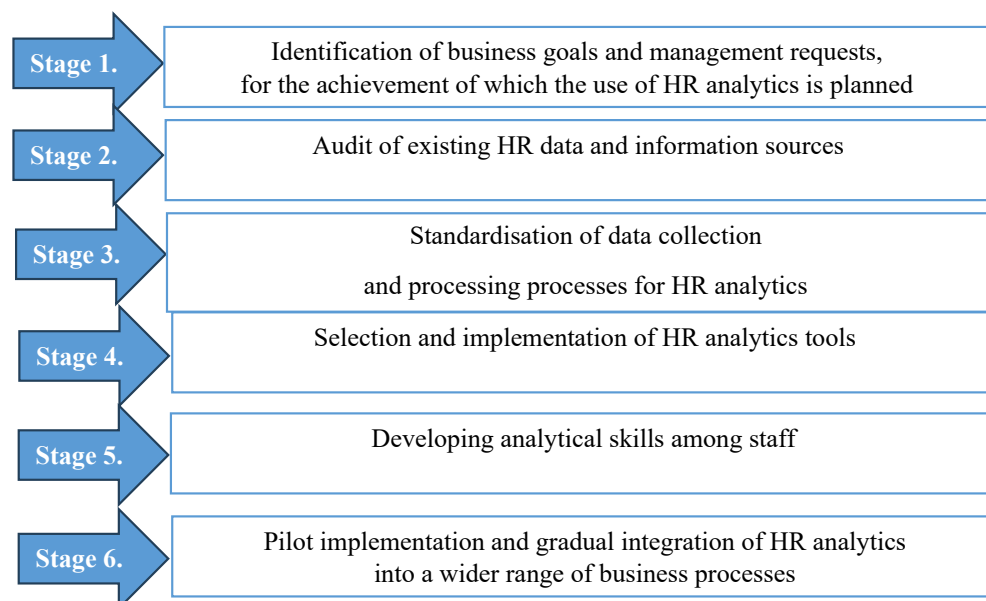 Stage 1.
Identification of business goals and management requests,
for the achievement of which the use of HR analytics is planned
Stage 2.
Audit of existing HR data and information sources
Stage 3.
Standardisation of data collection
and processing processes for HR analytics
Stage 4.
Selection and implementation of HR analytics tools
Stage 5.
Developing analytical skills among staff
Stage 6.
Pilot implementation and gradual integration of HR analytics
into a wider range of business processes